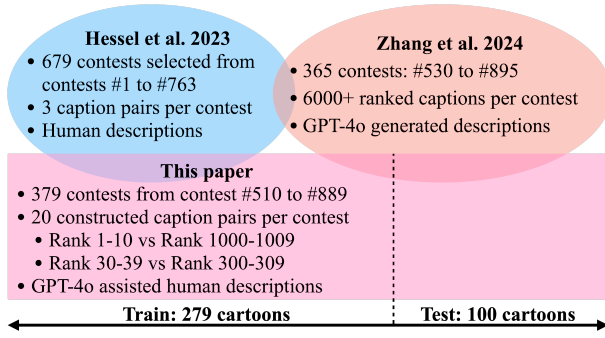 Hessel et al. 2023
• 679 contests selected from
contests #1 to #763
• 3 caption pairs per contest
• Human descriptions
Zhang et al. 2024
• 365 contests: #530 to #895
• 6000+ ranked captions per contest
• GPT-4o generated descriptions
This paper
• 379 contests from contest #510 to #889
• 20 constructed caption pairs per contest
• Rank 1-10 vs Rank 1000-1009
• Rank 30-39 vs Rank 300-309
• GPT-4o assisted human descriptions
Train: 279 cartoons
Test: 100 cartoons